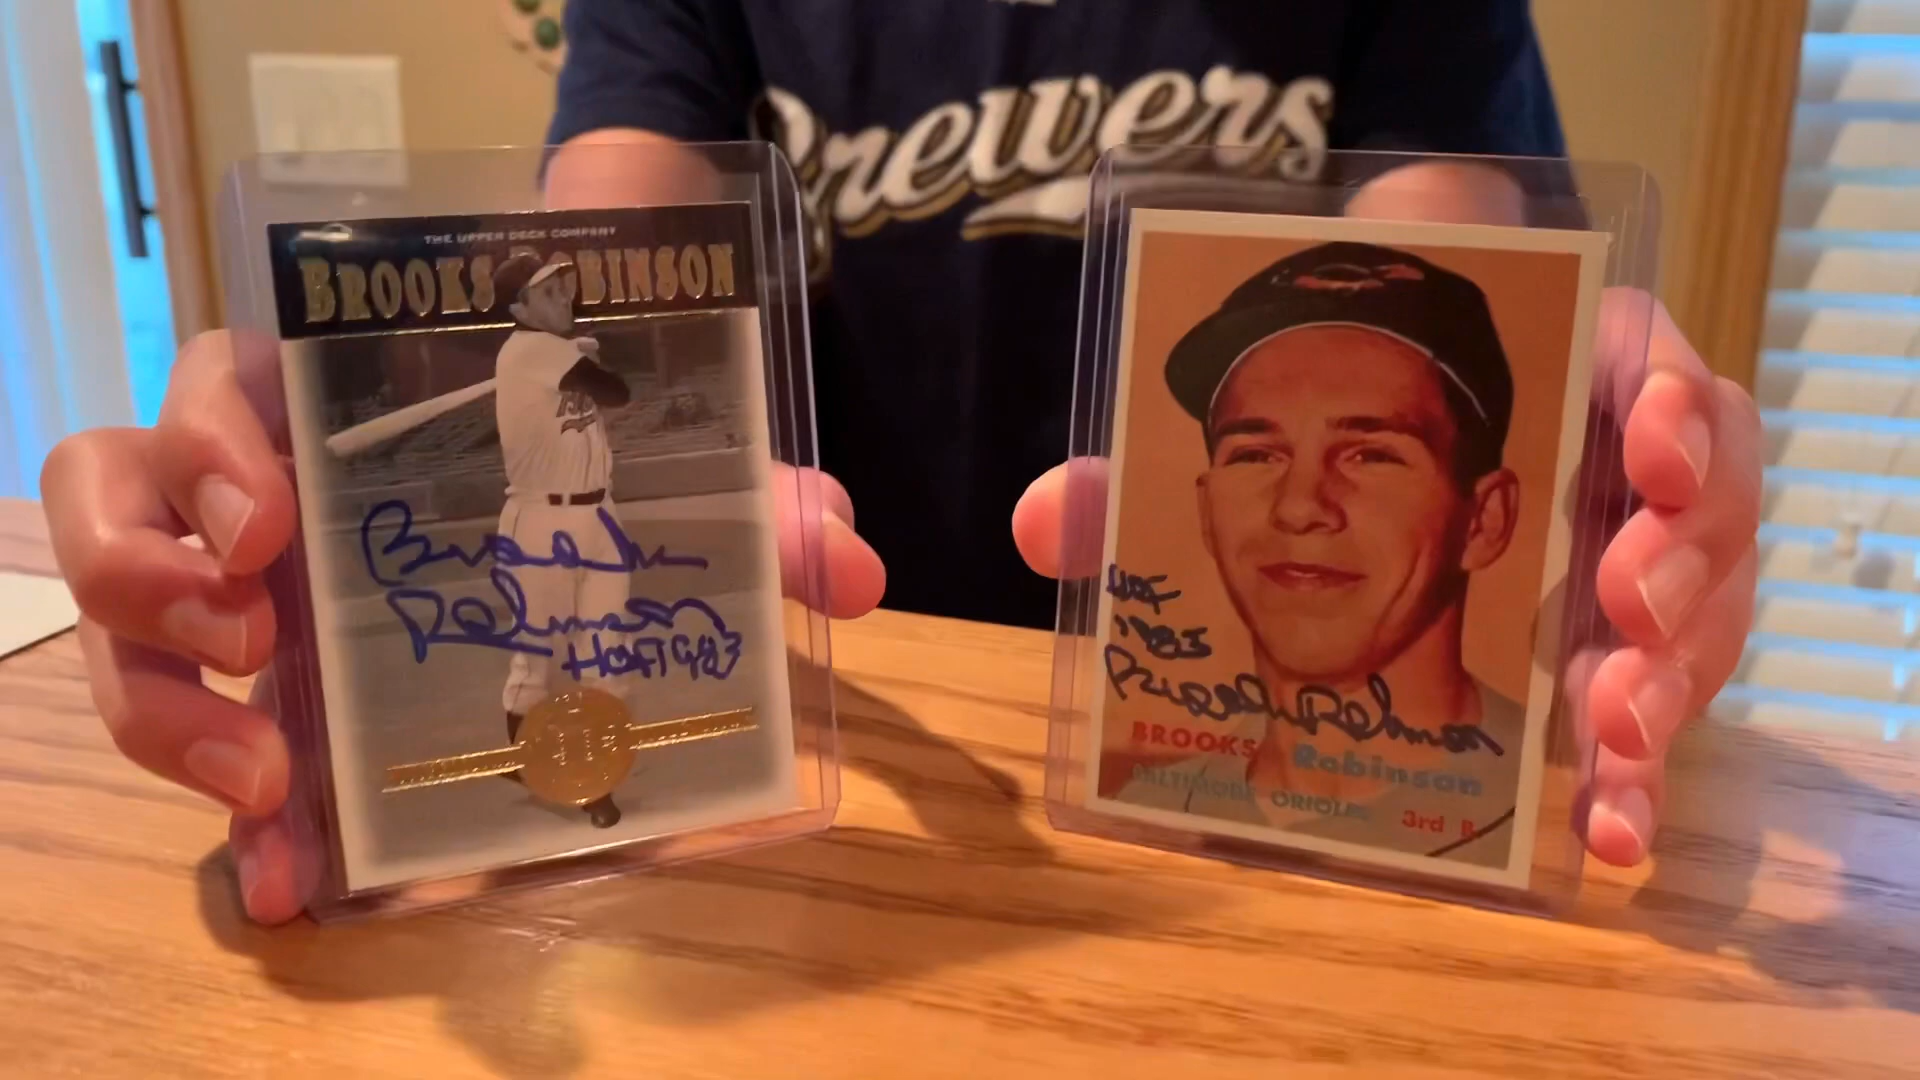 Brewers
THE UPPER DECK COMPANY
BROOKS ROBINSON
Brooks
Robinson
HOF 1983
HOF
1983
Brooks Robinson
BROOKS Robinson
BALTIMORE ORIOLES 3rd B